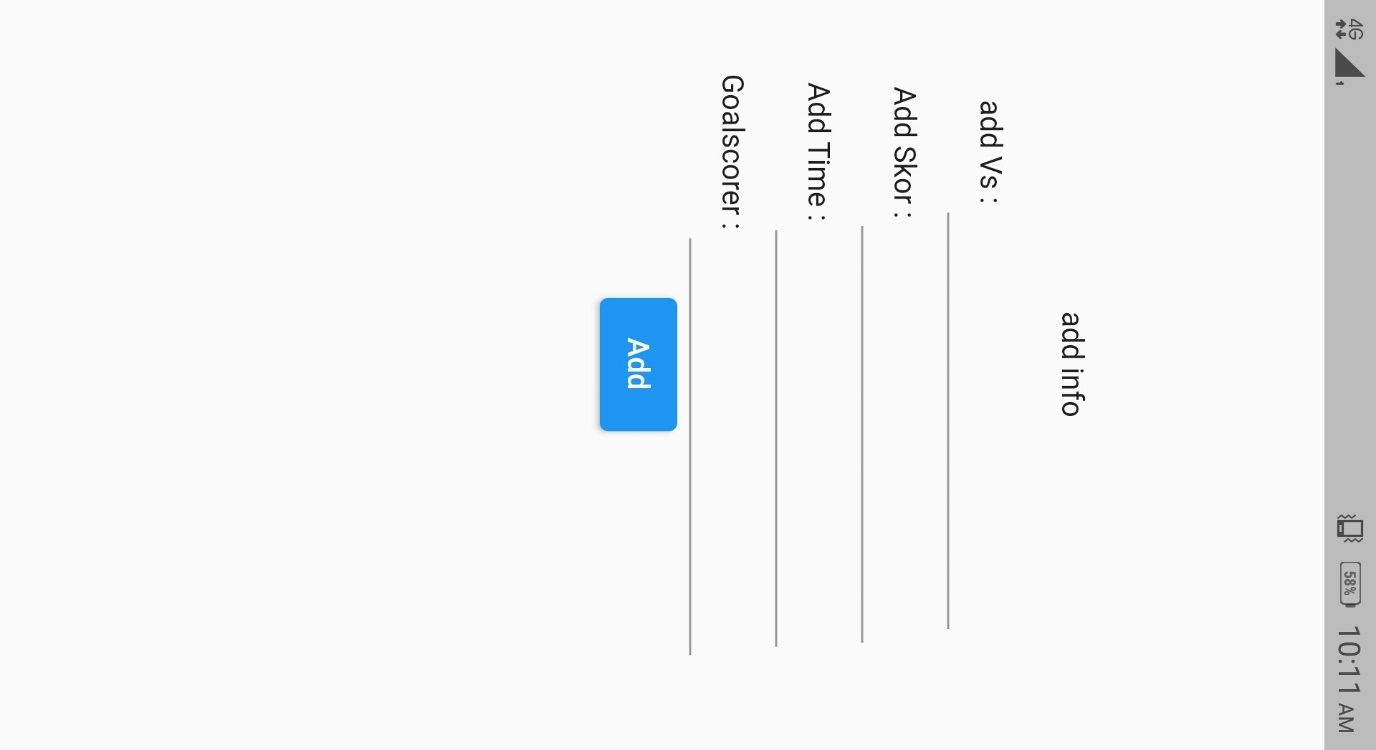 4G 58% 10:11 AM
add info
add Vs :
Add Skor :
Add Time :
Goalscorer :
Add